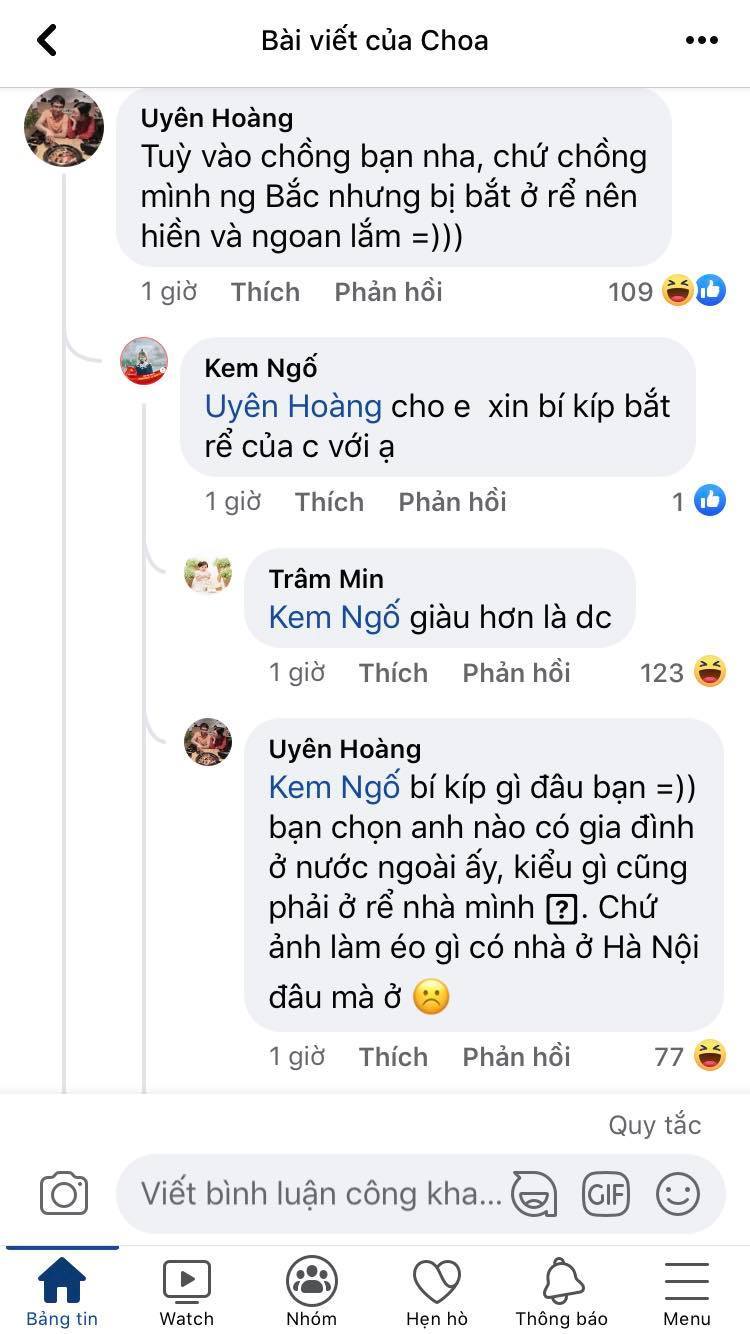 Bài viết của Choa
Uyên Hoàng
Tuỳ vào chồng bạn nha, chứ chồng
mình ng Bắc nhưng bị bắt ở rể nên
hiền và ngoan lắm =)))
1 giờ Thích Phản hồi 109
Kem Ngố
Uyên Hoàng cho e xin bí kíp bắt
rể của c với ạ
1 giờ Thích Phản hồi 1
Trâm Min
Kem Ngố giàu hơn là dc
1 giờ Thích Phản hồi 123
Uyên Hoàng
Kem Ngố bí kíp gì đâu bạn =))
bạn chọn anh nào có gia đình
ở nước ngoài ấy, kiểu gì cũng
phải ở rể nhà mình ?. Chứ
ảnh làm éo gì có nhà ở Hà Nội
đâu mà ở ☹️
1 giờ Thích Phản hồi 77
Quy tắc
Viết bình luận công kha... GIF
Bảng tin Watch Nhóm Hẹn hò Thông báo Menu